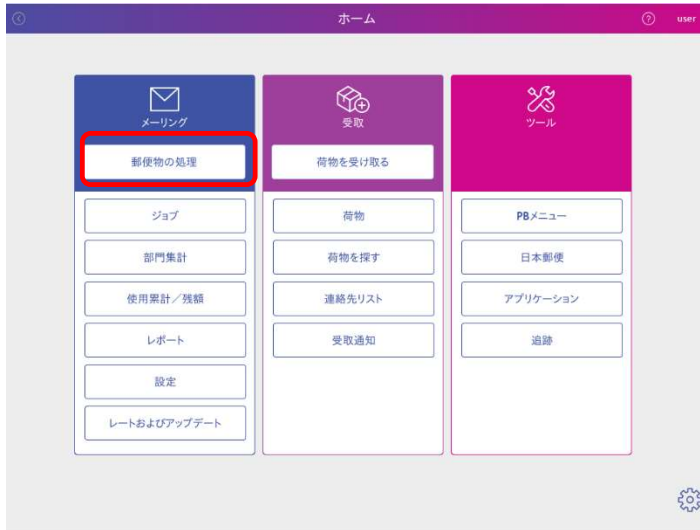 ホーム
user
メーリング
郵便物の処理
ジョブ
部門集計
使用累計／残額
レポート
設定
レートおよびアップデート
受取
荷物を受け取る
荷物
荷物を探す
連絡先リスト
受取通知
ツール
PBメニュー
日本郵便
アプリケーション
追跡